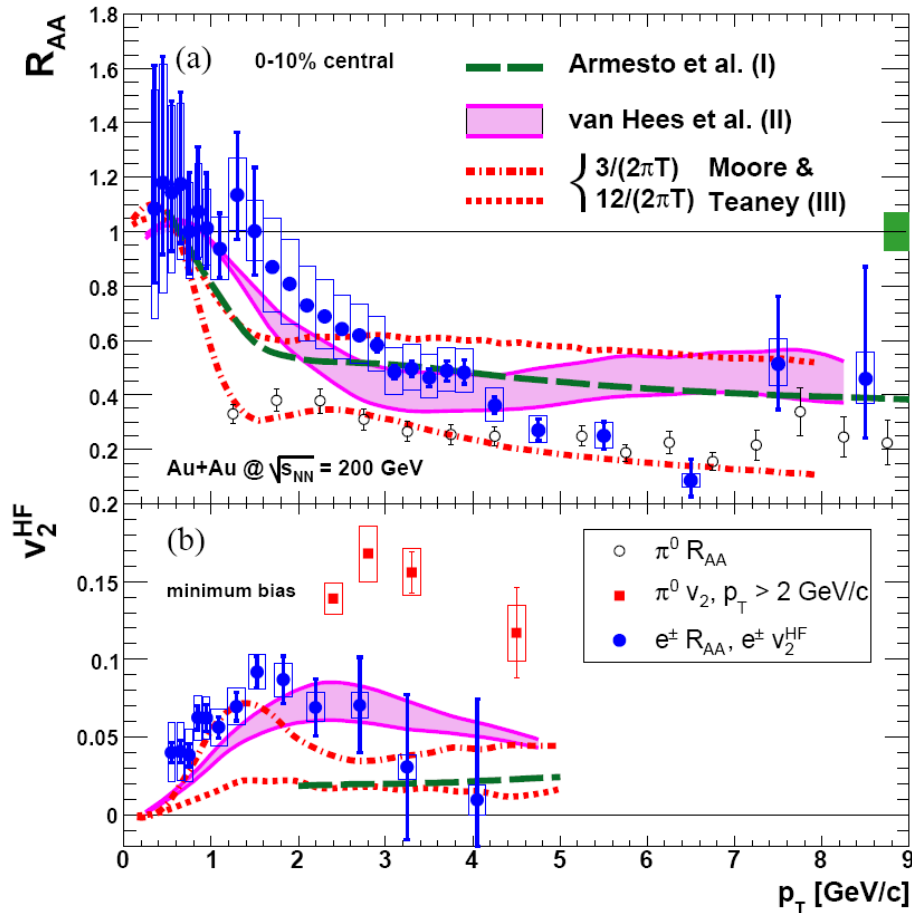 R_AA
1.8
1.6
1.4
1.2
1
0.8
0.6
0.4
0.2
(a)
0-10% central
Armesto et al. (I)
van Hees et al. (II)
3/(2πT) Moore &
12/(2πT) Teaney (III)
Au+Au @ √s_NN = 200 GeV
v_2^HF
0.2
0.15
0.1
0.05
0
(b)
minimum bias
π⁰ R_AA
π⁰ v_2, p_T > 2 GeV/c
e± R_AA, e± v_2^HF
0 1 2 3 4 5 6 7 8 9
p_T [GeV/c]